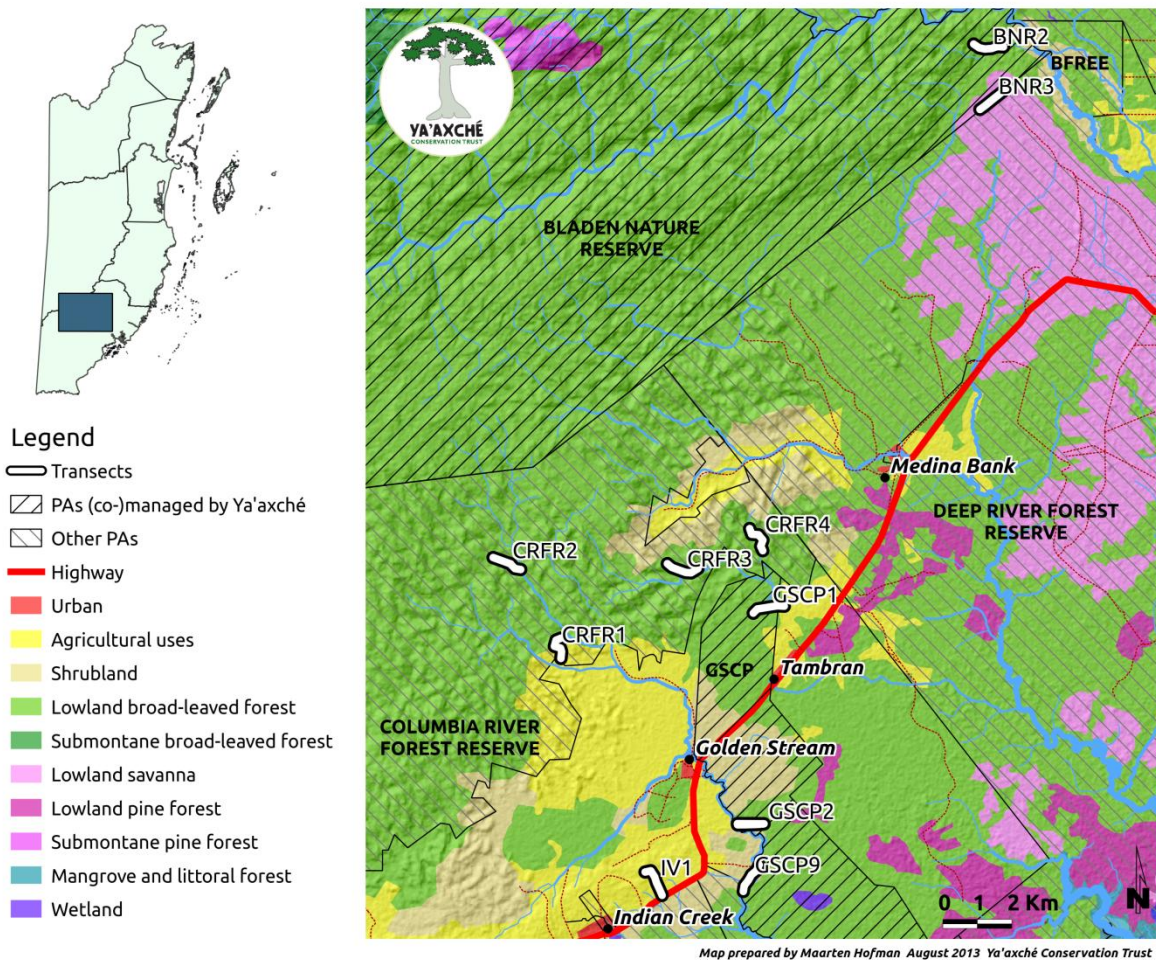 YA'AXCHÉ
CONSERVATION TRUST
BNR2
BFREE
BNR3
BLADEN NATURE
RESERVE
Medina Bank
DEEP RIVER FOREST
RESERVE
CRFR4
CRFR2
CRFR3
GSCP1
CRFR1
GSCP
Tambran
COLUMBIA RIVER
FOREST RESERVE
Golden Stream
GSCP2
IV1
GSCP9
Indian Creek
0 1 2 Km
N
Legend
Transects
PAs (co-)managed by Ya'axché
Other PAs
Highway
Urban
Agricultural uses
Shrubland
Lowland broad-leaved forest
Submontane broad-leaved forest
Lowland savanna
Lowland pine forest
Submontane pine forest
Mangrove and littoral forest
Wetland
Map prepared by Maarten Hofman August 2013 Ya'axché Conservation Trust